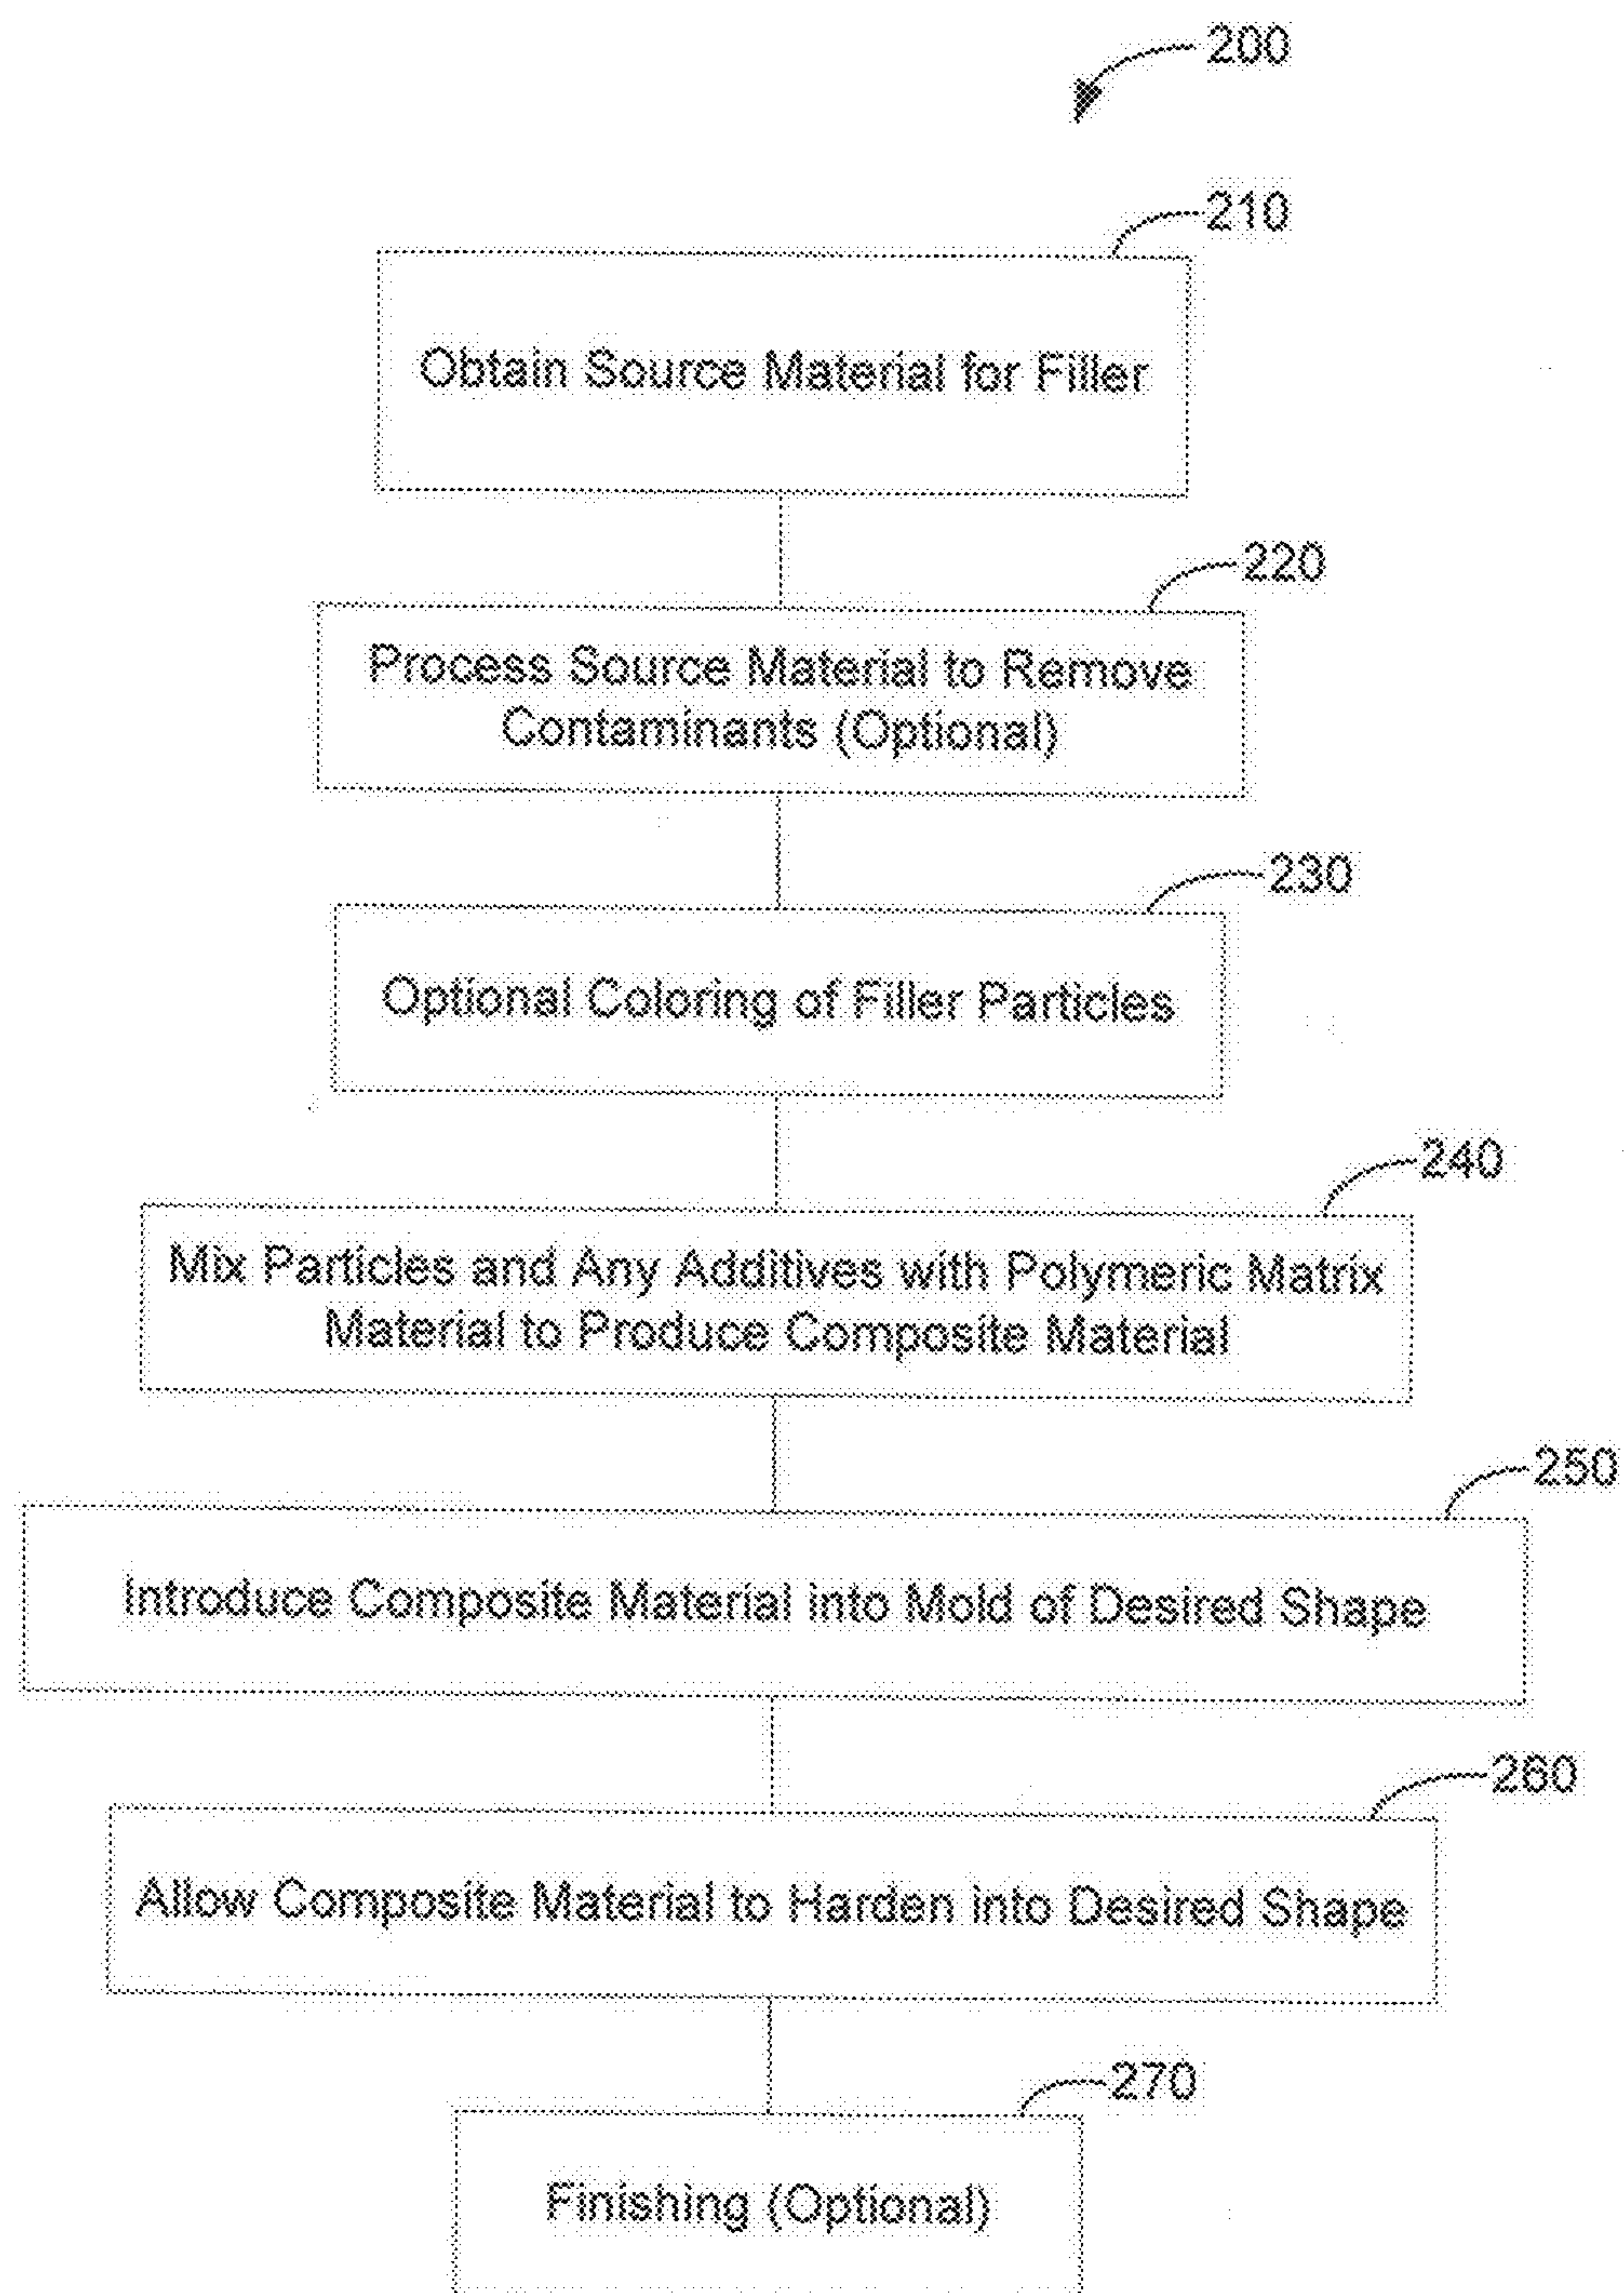 200
210
Obtain Source Material for Filler
220
Process Source Material to Remove
Contaminants (Optional)
230
Optional Coloring of Filler Particles
240
Mix Particles and Any Additives with Polymeric Matrix
Material to Produce Composite Material
250
Introduce Composite Material into Mold of Desired Shape
260
Allow Composite Material to Harden into Desired Shape
270
Finishing (Optional)